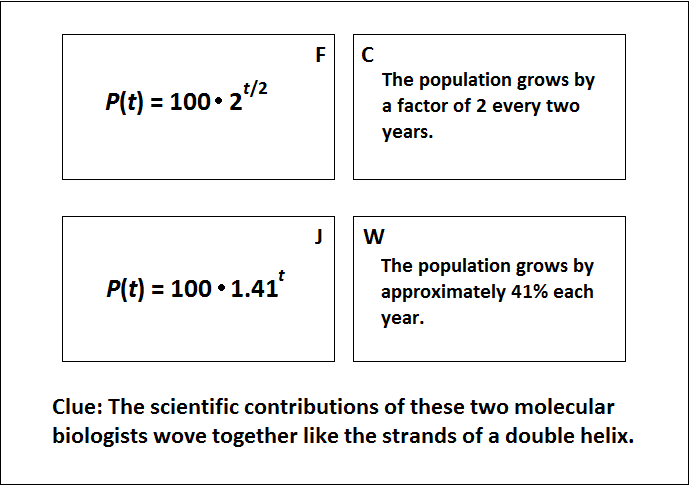 F
P(t) = 100 • 2^t/2
C
The population grows by
a factor of 2 every two
years.
J
P(t) = 100 • 1.41^t
W
The population grows by
approximately 41% each
year.
Clue: The scientific contributions of these two molecular
biologists wove together like the strands of a double helix.